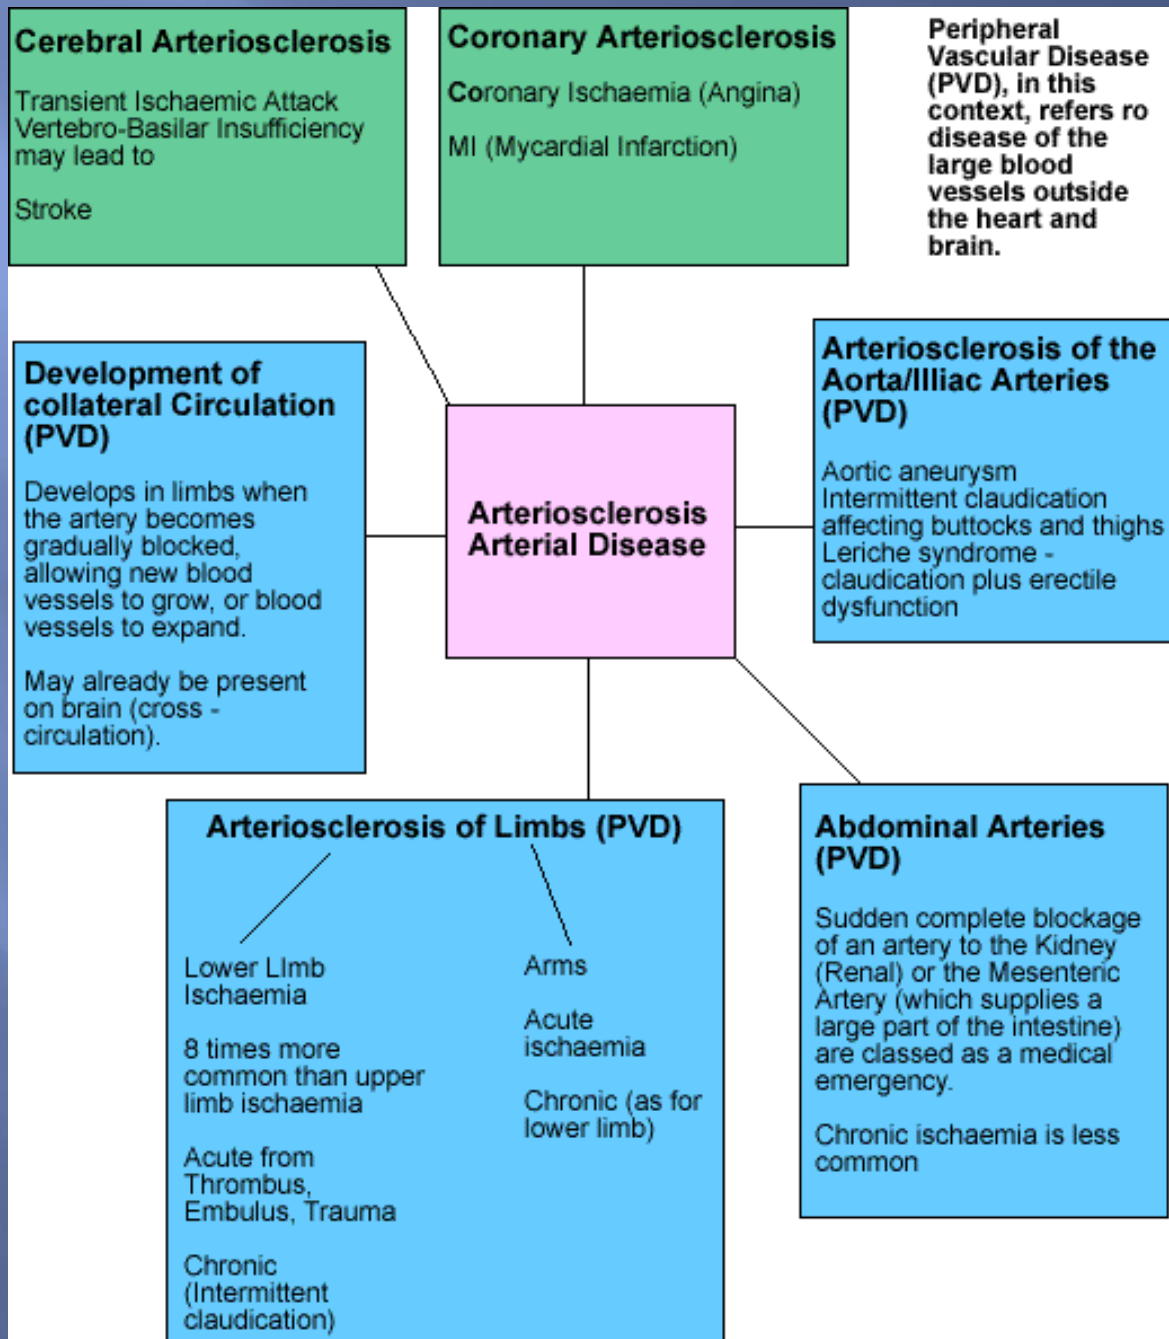 Cerebral Arteriosclerosis
Transient Ischaemic Attack
Vertebro-Basilar Insufficiency
may lead to
Stroke
Coronary Arteriosclerosis
Coronary Ischaemia (Angina)
MI (Mycardial Infarction)
Peripheral
Vascular Disease
(PVD), in this
context, refers ro
disease of the
large blood
vessels outside
the heart and
brain.
Development of
collateral Circulation
(PVD)
Develops in limbs when
the artery becomes
gradually blocked,
allowing new blood
vessels to grow, or blood
vessels to expand.
May already be present
on brain (cross -
circulation).
Arteriosclerosis
Arterial Disease
Arteriosclerosis of the
Aorta/Illiac Arteries
(PVD)
Aortic aneurysm
Intermittent claudication
affecting buttocks and thighs
Leriche syndrome -
claudication plus erectile
dysfunction
Arteriosclerosis of Limbs (PVD)
Lower LImb
Ischaemia
8 times more
common than upper
limb ischaemia
Acute from
Thrombus,
Embulus, Trauma
Chronic
(Intermittent
claudication)
Arms
Acute
ischaemia
Chronic (as for
lower limb)
Abdominal Arteries
(PVD)
Sudden complete blockage
of an artery to the Kidney
(Renal) or the Mesenteric
Artery (which supplies a
large part of the intestine)
are classed as a medical
emergency.
Chronic ischaemia is less
common